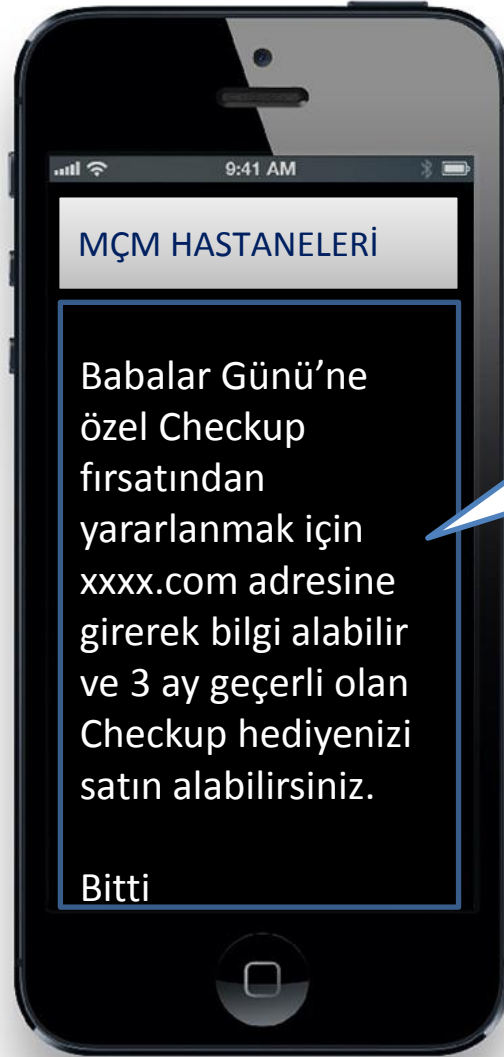 9:41 AM
MÇM HASTANELERİ
Babalar Günü’ne
özel Checkup
fırsatından
yararlanmak için
xxxx.com adresine
girerek bilgi alabilir
ve 3 ay geçerli olan
Checkup hediyenizi
satın alabilirsiniz.
Bitti